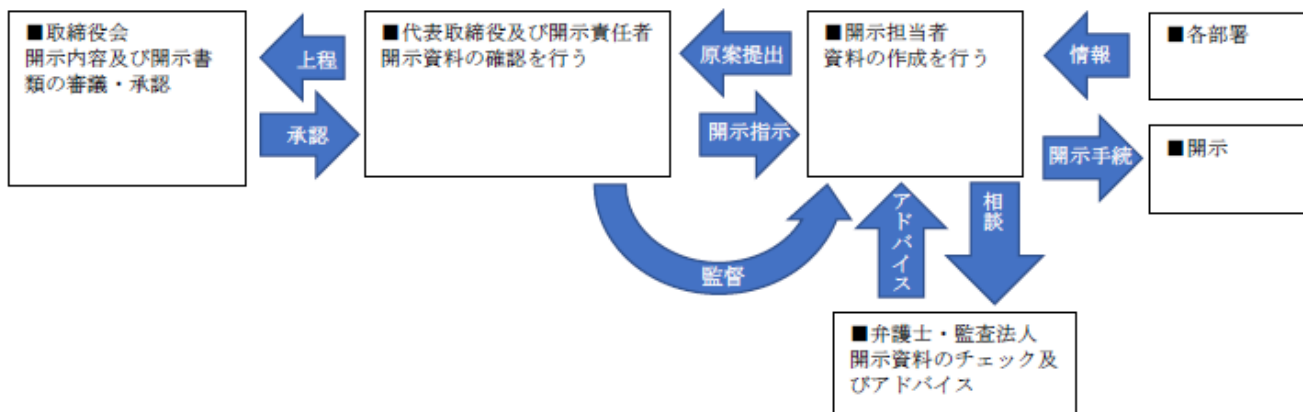 ■取締役会
開示内容及び開示書
類の審議・承認
上程
承認
■代表取締役及び開示責任者
開示資料の確認を行う
原案提出
開示指示
■開示担当者
資料の作成を行う
情報
開示手続
■各部署
■開示
監督
アドバイス
相談
■弁護士・監査法人
開示資料のチェック及
びアドバイス